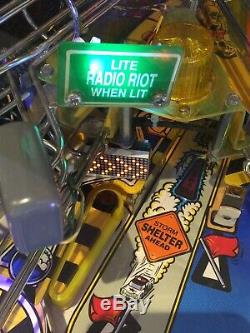 LITE
RADIO RIOT
WHEN LIT
STORM
SHELTER
AHEAD